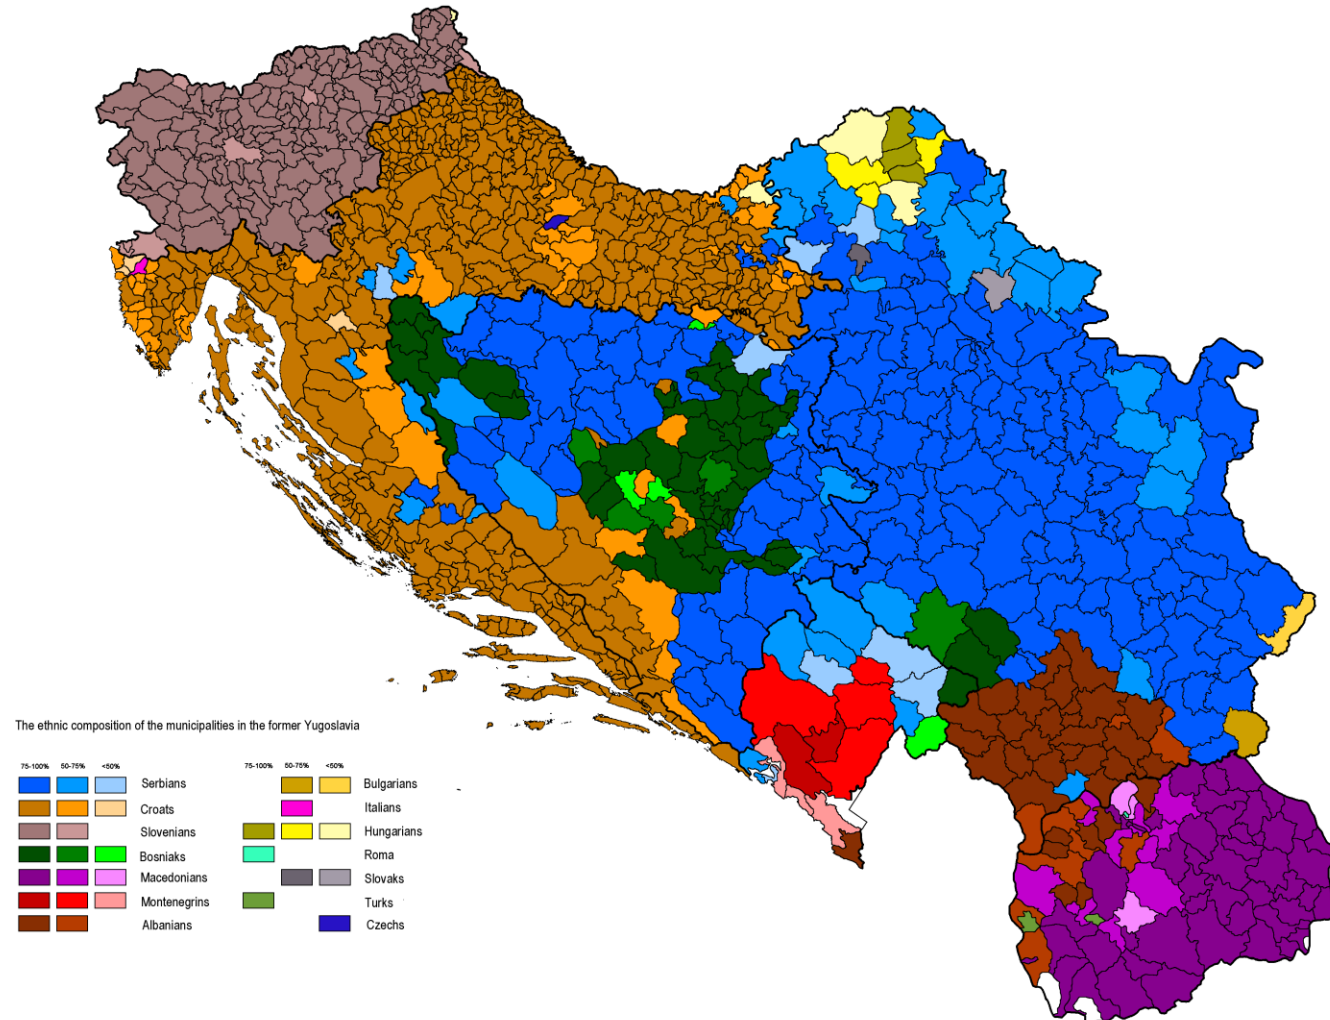 The ethnic composition of the municipalities in the former Yugoslavia
75-100% 50-75% <50% 75-100% 50-75% <50%
Serbians Bulgarians
Croats Italians
Slovenians Hungarians
Bosniaks Roma
Macedonians Slovaks
Montenegrins Turks
Albanians Czechs